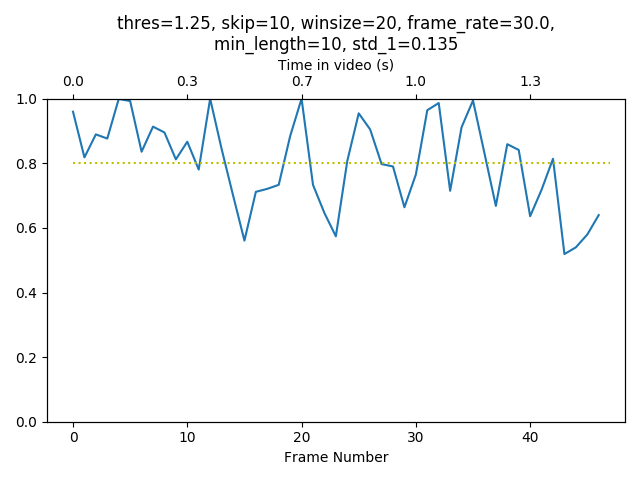 thres=1.25, skip=10, winsize=20, frame_rate=30.0,
min_length=10, std_1=0.135
Time in video (s)
0.0 0.3 0.7 1.0 1.3
1.0
0.8
0.6
0.4
0.2
0.0
0 10 20 30 40
Frame Number